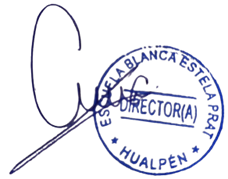 ESCUELA BLANCA ESTELA PRAT
DIRECTOR(A)
* HUALPÉN *